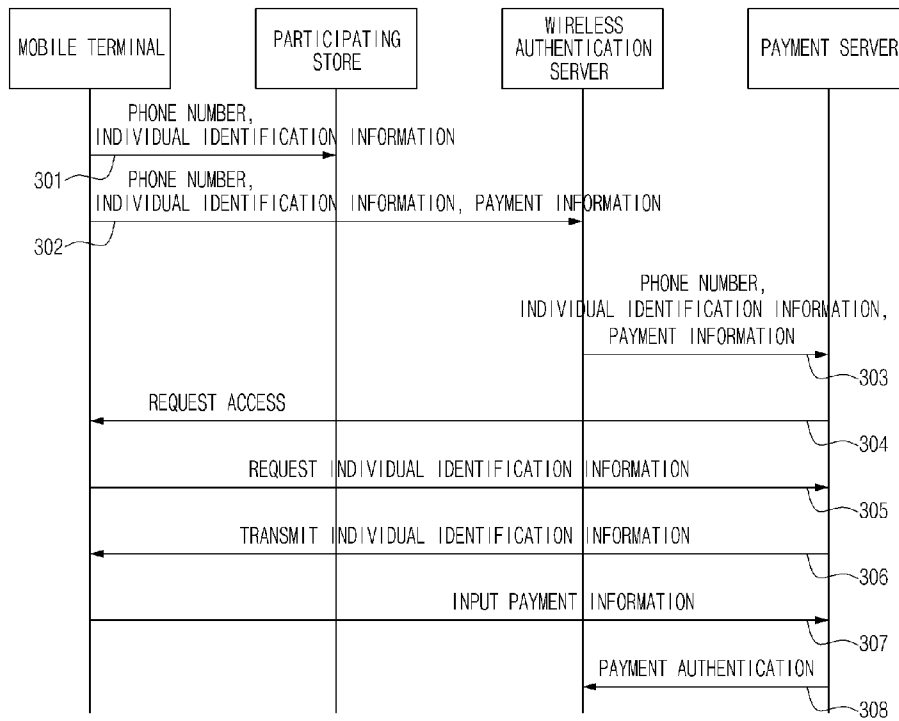 MOBILE TERMINAL
PARTICIPATING
STORE
WIRELESS
AUTHENTICATION
SERVER
PAYMENT SERVER
PHONE NUMBER,
INDIVIDUAL IDENTIFICATION INFORMATION
301
PHONE NUMBER,
INDIVIDUAL IDENTIFICATION INFORMATION, PAYMENT INFORMATION
302
PHONE NUMBER,
INDIVIDUAL IDENTIFICATION INFORMATION,
PAYMENT INFORMATION
303
REQUEST ACCESS
304
REQUEST INDIVIDUAL IDENTIFICATION INFORMATION
305
TRANSMIT INDIVIDUAL IDENTIFICATION INFORMATION
306
INPUT PAYMENT INFORMATION
307
PAYMENT AUTHENTICATION
308